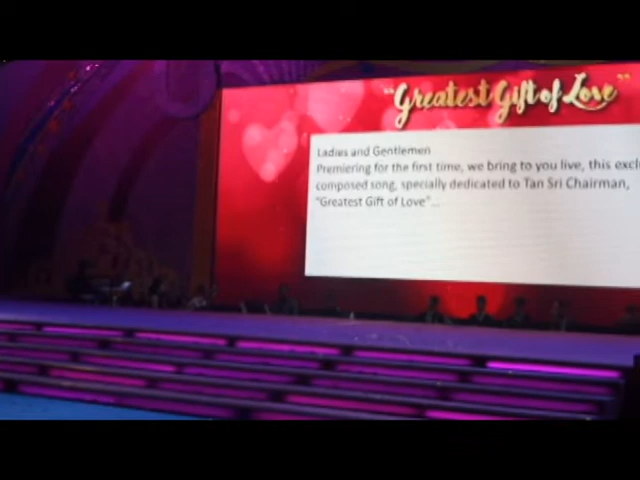 "Greatest Gift of Love"
Ladies and Gentlemen
Premiering for the first time, we bring to you live, this exclu
composed song, specially dedicated to Tan Sri Chairman,
"Greatest Gift of Love"...